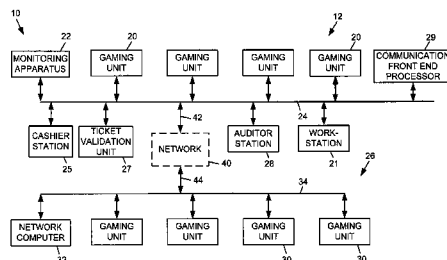 10
12
22
20
20
29
MONITORING APPARATUS
GAMING UNIT
GAMING UNIT
GAMING UNIT
GAMING UNIT
COMMUNICATION FRONT END PROCESSOR
24
42
CASHIER STATION
TICKET VALIDATION UNIT
NETWORK
AUDITOR STATION
WORK-STATION
25
27
40
28
21
26
44
34
NETWORK COMPUTER
GAMING UNIT
GAMING UNIT
GAMING UNIT
GAMING UNIT
32
30
30